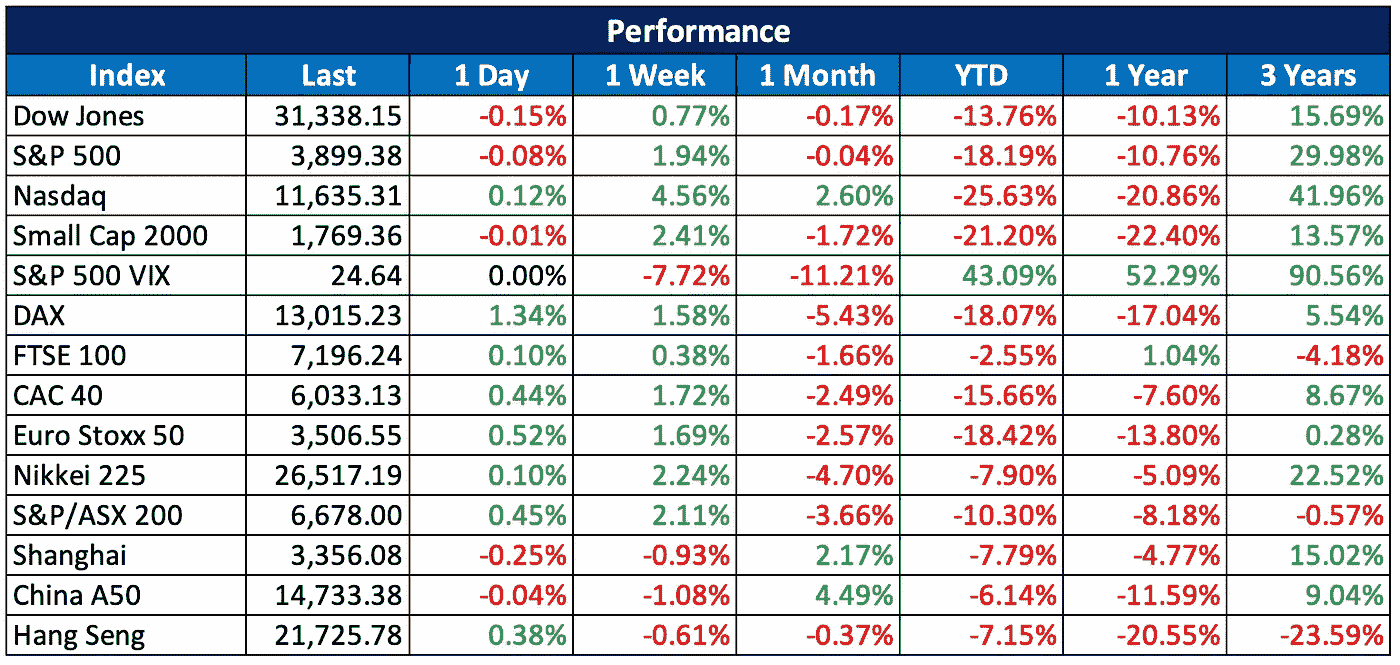 Performance
Index Last 1 Day 1 Week 1 Month YTD 1 Year 3 Years
Dow Jones 31,338.15 -0.15% 0.77% -0.17% -13.76% -10.13% 15.69%
S&P 500 3,899.38 -0.08% 1.94% -0.04% -18.19% -10.76% 29.98%
Nasdaq 11,635.31 0.12% 4.56% 2.60% -25.63% -20.86% 41.96%
Small Cap 2000 1,769.36 -0.01% 2.41% -1.72% -21.20% -22.40% 13.57%
S&P 500 VIX 24.64 0.00% -7.72% -11.21% 43.09% 52.29% 90.56%
DAX 13,015.23 1.34% 1.58% -5.43% -18.07% -17.04% 5.54%
FTSE 100 7,196.24 0.10% 0.38% -1.66% -2.55% 1.04% -4.18%
CAC 40 6,033.13 0.44% 1.72% -2.49% -15.66% -7.60% 8.67%
Euro Stoxx 50 3,506.55 0.52% 1.69% -2.57% -18.42% -13.80% 0.28%
Nikkei 225 26,517.19 0.10% 2.24% -4.70% -7.90% -5.09% 22.52%
S&P/ASX 200 6,678.00 0.45% 2.11% -3.66% -10.30% -8.18% -0.57%
Shanghai 3,356.08 -0.25% -0.93% 2.17% -7.79% -4.77% 15.02%
China A50 14,733.38 -0.04% -1.08% 4.49% -6.14% -11.59% 9.04%
Hang Seng 21,725.78 0.38% -0.61% -0.37% -7.15% -20.55% -23.59%